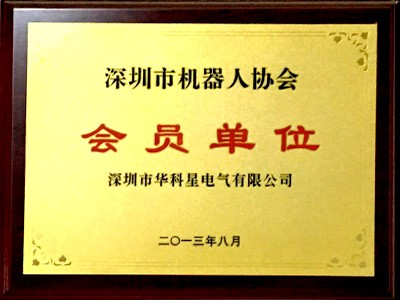 深圳市机器人协会
会员单位
深圳市华科星电气有限公司
二〇一三年八月